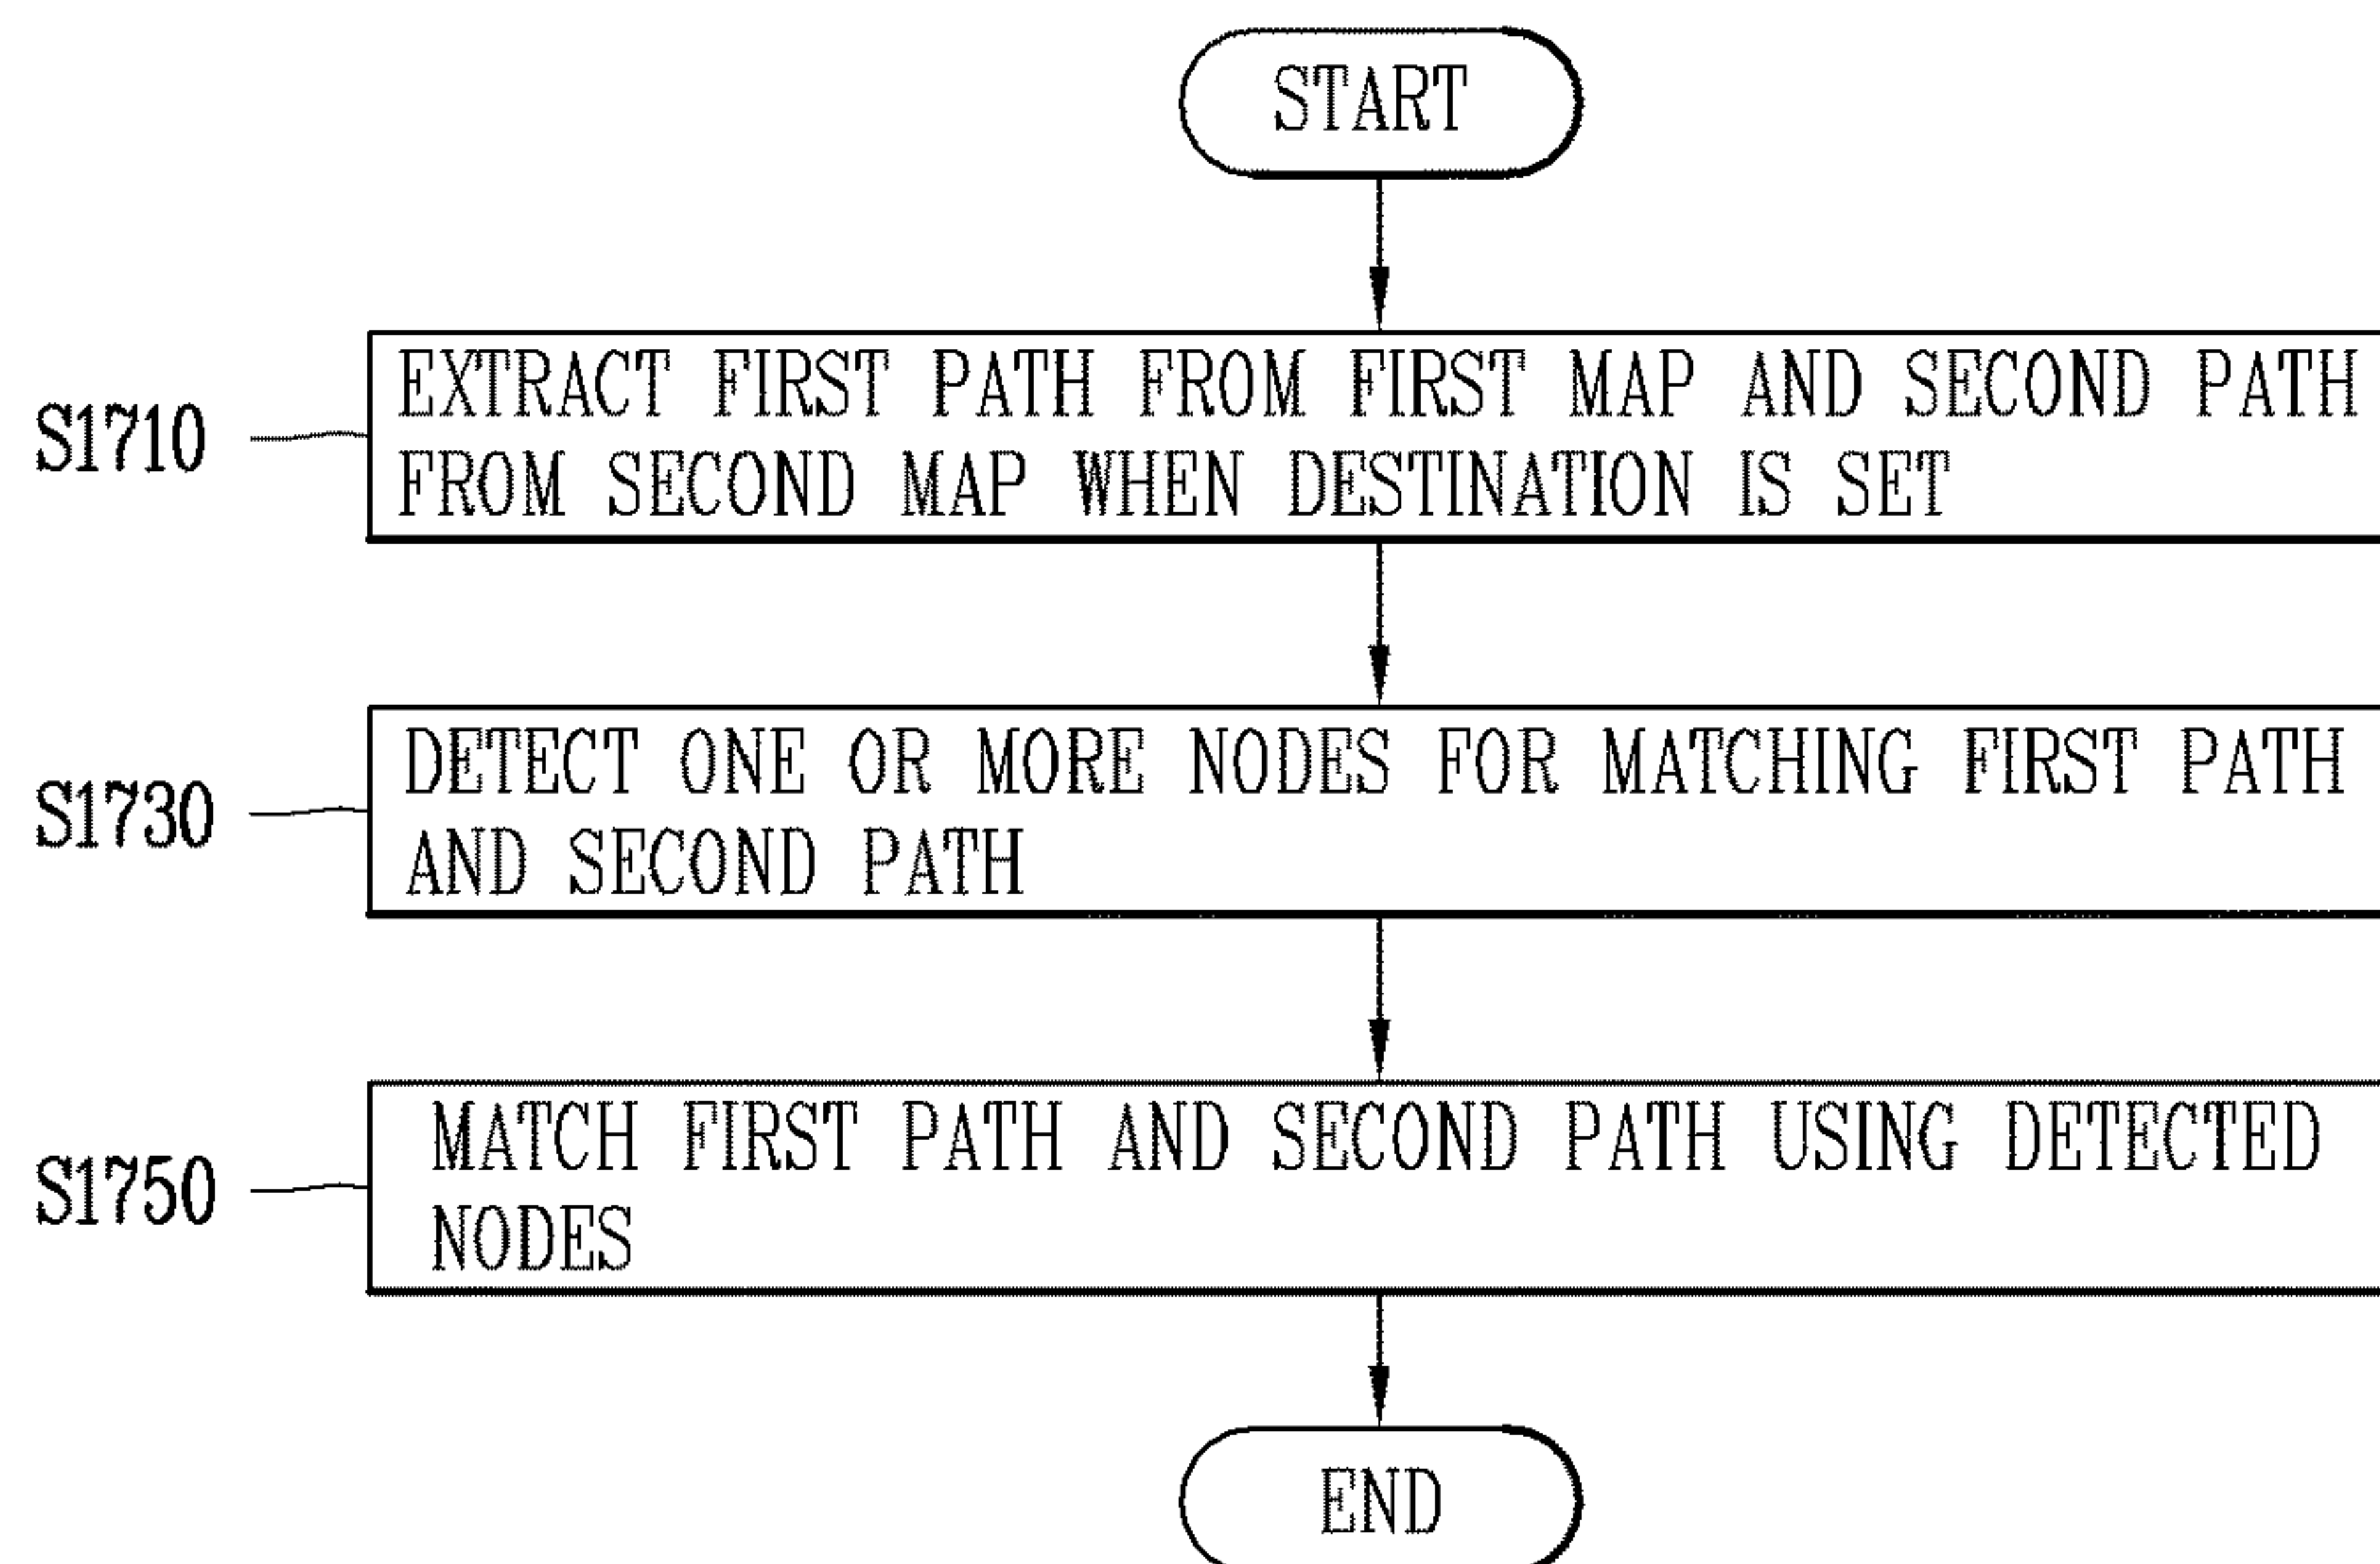 START
EXTRACT FIRST PATH FROM FIRST MAP AND SECOND PATH
FROM SECOND MAP WHEN DESTINATION IS SET
S1710
DETECT ONE OR MORE NODES FOR MATCHING FIRST PATH
AND SECOND PATH
S1730
MATCH FIRST PATH AND SECOND PATH USING DETECTED
NODES
S1750
END